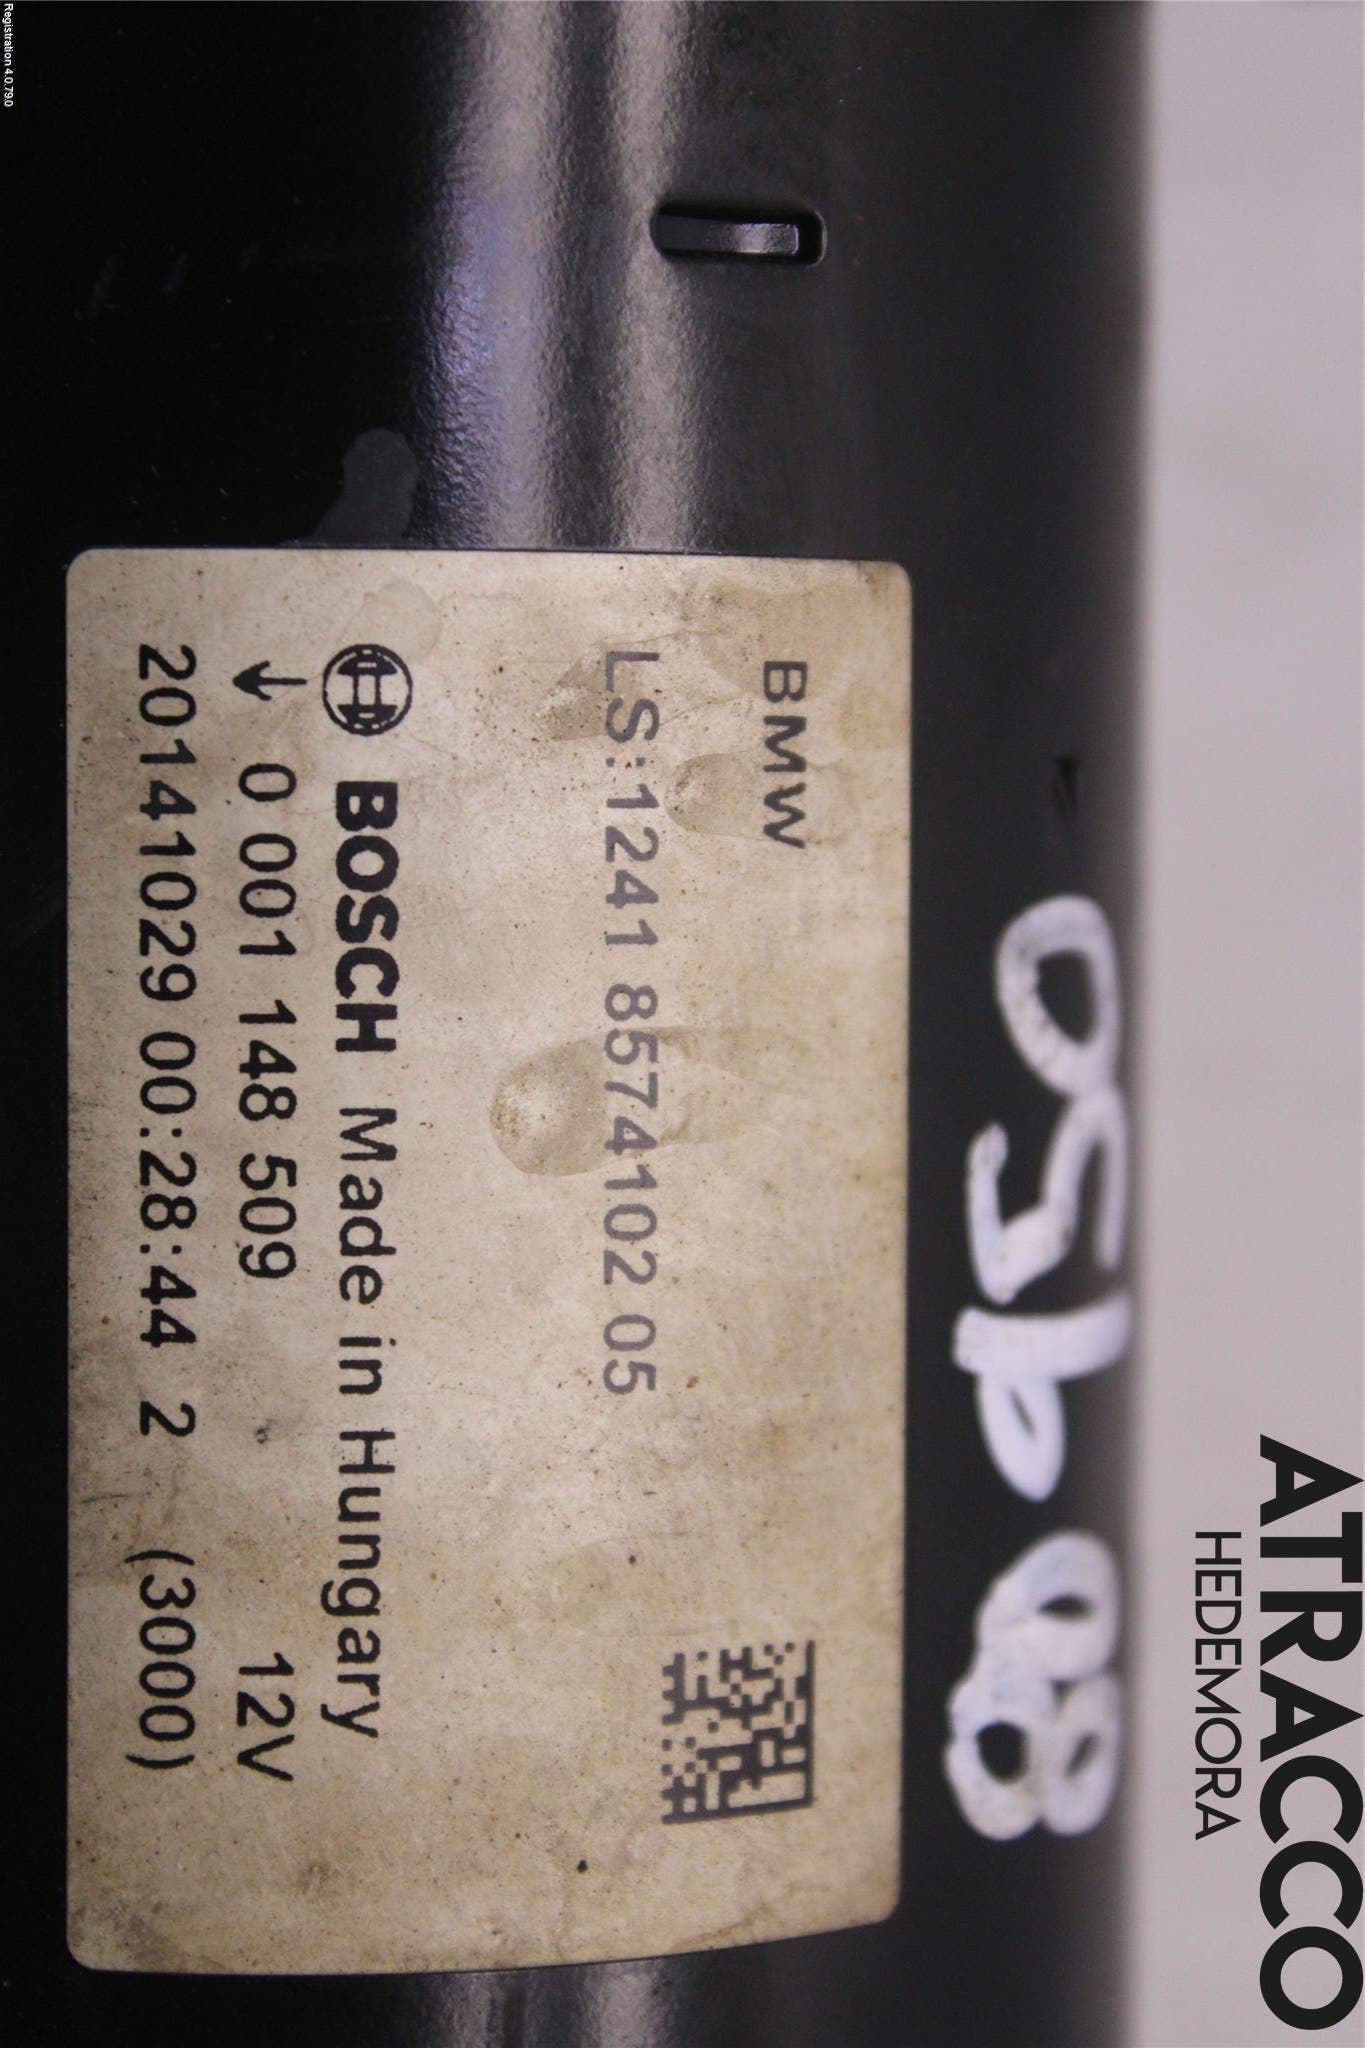 Registration 4.0.79.0
ATRACCO
HEDEMORA
BMW
LS:1241 8574102 05
BOSCH Made in Hungary
↓ 0 001 148 509 12V
20141029 00:28:44 2 (3000)